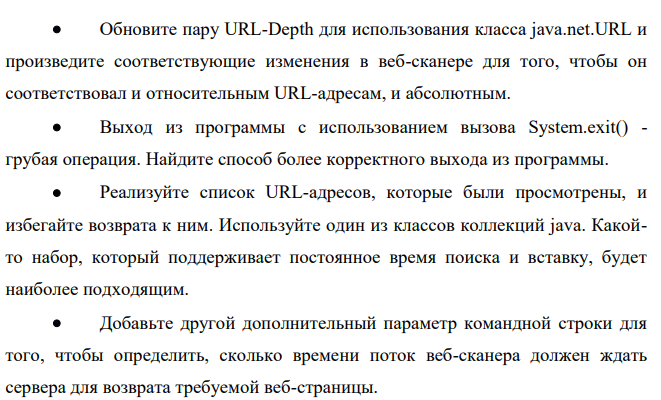 ● Обновите пару URL-Depth для использования класса java.net.URL и
произведите соответствующие изменения в веб-сканере для того, чтобы он
соответствовал и относительным URL-адресам, и абсолютным.
● Выход из программы с использованием вызова System.exit() -
грубая операция. Найдите способ более корректного выхода из программы.
● Реализуйте список URL-адресов, которые были просмотрены, и
избегайте возврата к ним. Используйте один из классов коллекций java. Какой-
то набор, который поддерживает постоянное время поиска и вставку, будет
наиболее подходящим.
● Добавьте другой дополнительный параметр командной строки для
того, чтобы определить, сколько времени поток веб-сканера должен ждать
сервера для возврата требуемой веб-страницы.